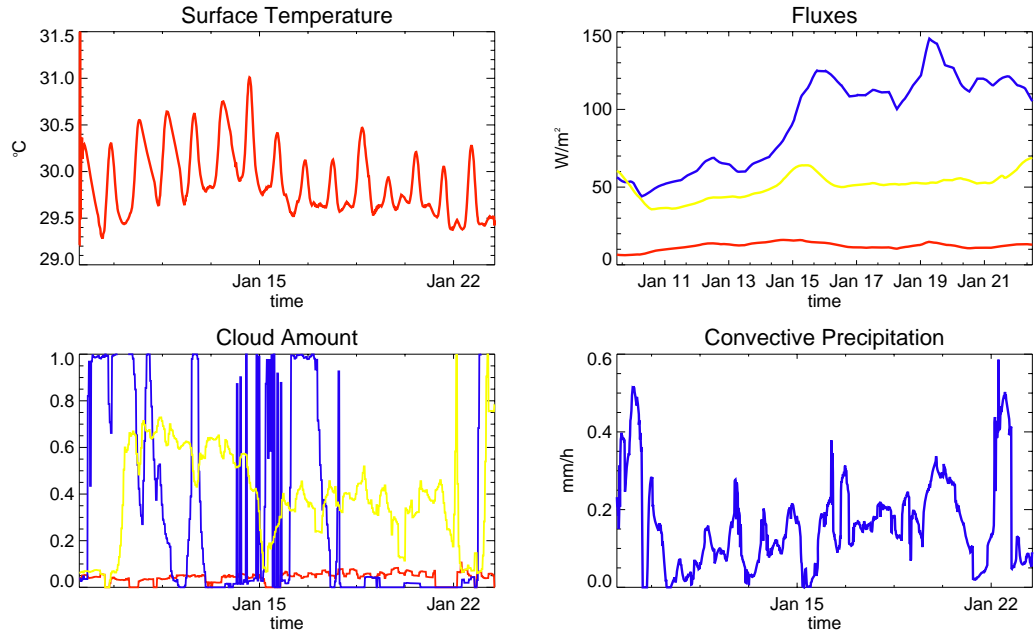 Surface Temperature
31.5
31.0
30.5
30.0
29.5
29.0
°C
Jan 15
Jan 22
time
Fluxes
150
100
50
0
W/m²
Jan 11
Jan 13
Jan 15
Jan 17
Jan 19
Jan 21
time
Cloud Amount
1.0
0.8
0.6
0.4
0.2
0.0
Jan 15
Jan 22
time
Convective Precipitation
0.6
0.4
0.2
0.0
mm/h
Jan 15
Jan 22
time